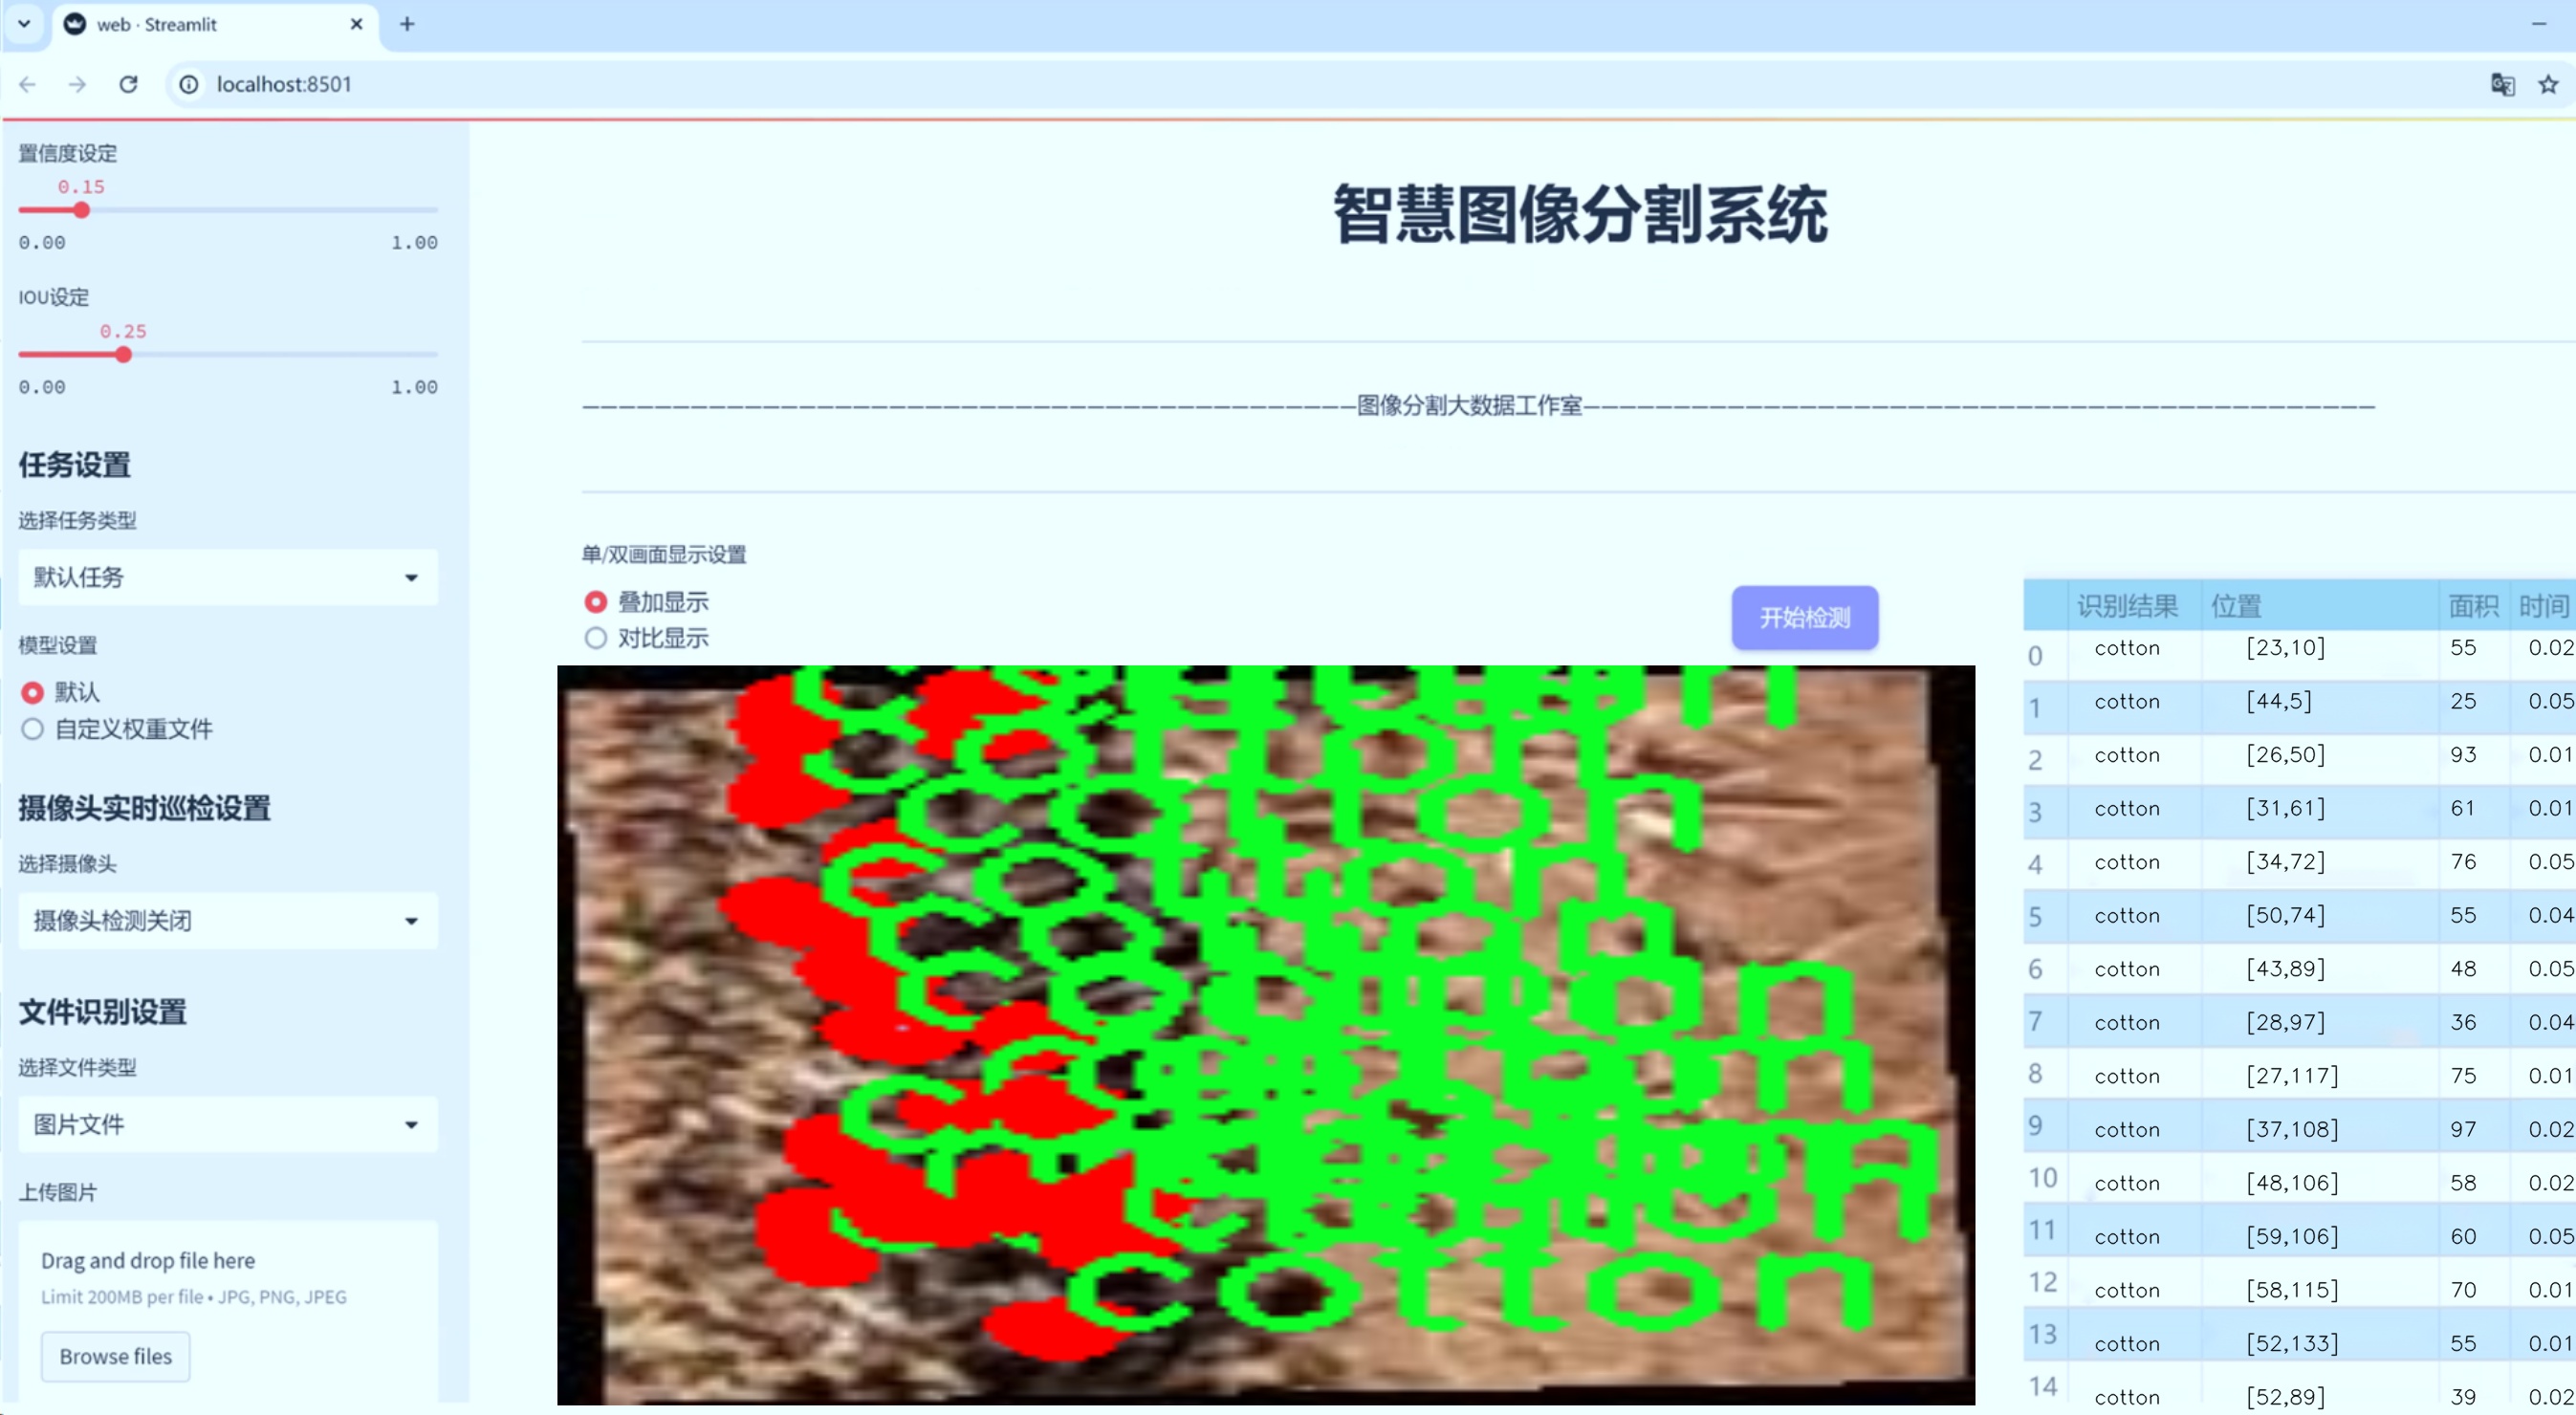 web · Streamlit
localhost:8501
置信度设定
0.15
0.00 1.00
IOU设定
0.25
0.00 1.00
任务设置
选择任务类型
默认任务
模型设置
默认
自定义权重文件
摄像头实时巡检设置
选择摄像头
摄像头检测关闭
文件识别设置
选择文件类型
图片文件
上传图片
Drag and drop file here
Limit 200MB per file • JPG, PNG, JPEG
Browse files
智慧图像分割系统
———————————————————————————————————————————图像分割大数据工作室————————————————————————————————————————————
单/双画面显示设置
叠加显示
对比显示
开始检测
cotton
cotton
cotton
cotton
cotton
识别结果 位置 面积 时间
0 cotton [23,10] 55 0.02
1 cotton [44,5] 25 0.05
2 cotton [26,50] 93 0.01
3 cotton [31,61] 61 0.01
4 cotton [34,72] 76 0.05
5 cotton [50,74] 55 0.04
6 cotton [43,89] 48 0.05
7 cotton [28,97] 36 0.04
8 cotton [27,117] 75 0.01
9 cotton [37,108] 97 0.02
10 cotton [48,106] 58 0.02
11 cotton [59,106] 60 0.05
12 cotton [58,115] 70 0.01
13 cotton [52,133] 55 0.01
14 cotton [52,89] 39 0.02